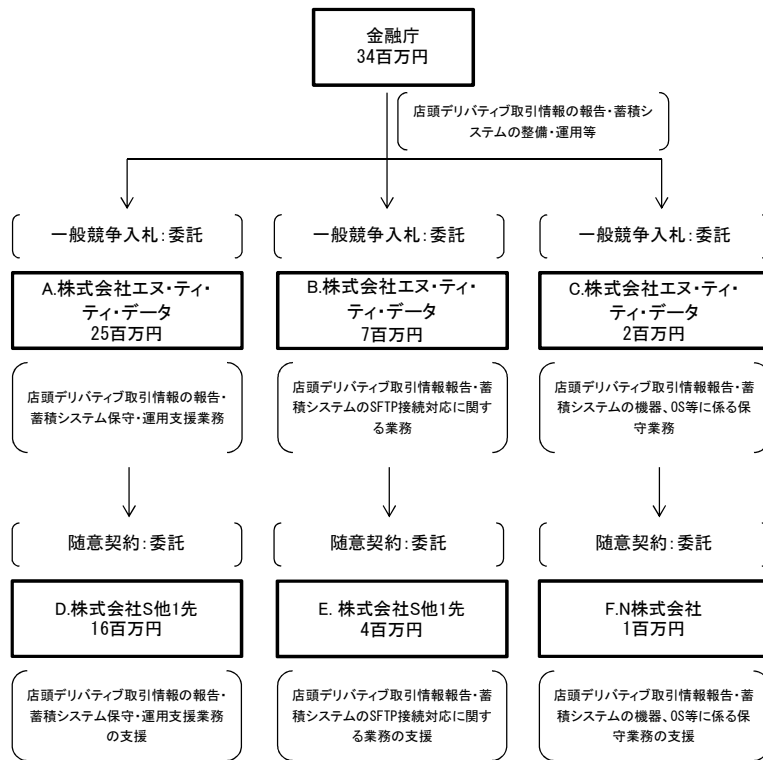 金融庁
34百万円
店頭デリバティブ取引情報の報告・蓄積シ
ステムの整備・運用等
一般競争入札：委託
一般競争入札：委託
一般競争入札：委託
A.株式会社エヌ・ティ・
ティ・データ
25百万円
B.株式会社エヌ・ティ・
ティ・データ
7百万円
C.株式会社エヌ・ティ・
ティ・データ
2百万円
店頭デリバティブ取引情報の報告・
蓄積システム保守・運用支援業務
店頭デリバティブ取引情報報告・蓄
積システムのSFTP接続対応に関す
る業務
店頭デリバティブ取引情報報告・蓄
積システムの機器、OS等に係る保
守業務
随意契約：委託
随意契約：委託
随意契約：委託
D.株式会社S他1先
16百万円
E. 株式会社S他1先
4百万円
F.N株式会社
1百万円
店頭デリバティブ取引情報の報告・
蓄積システム保守・運用支援業務
の支援
店頭デリバティブ取引情報報告・蓄
積システムのSFTP接続対応に関す
る業務の支援
店頭デリバティブ取引情報報告・蓄
積システムの機器、OS等に係る保
守業務の支援